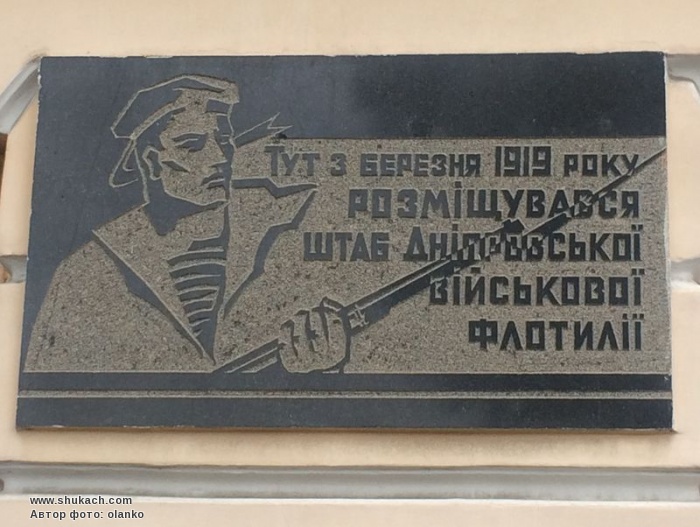 Тут з березня 1919 року
розміщувався
штаб Дніпровської
військової
флотилії
www.shukach.com
Автор фото: olanko